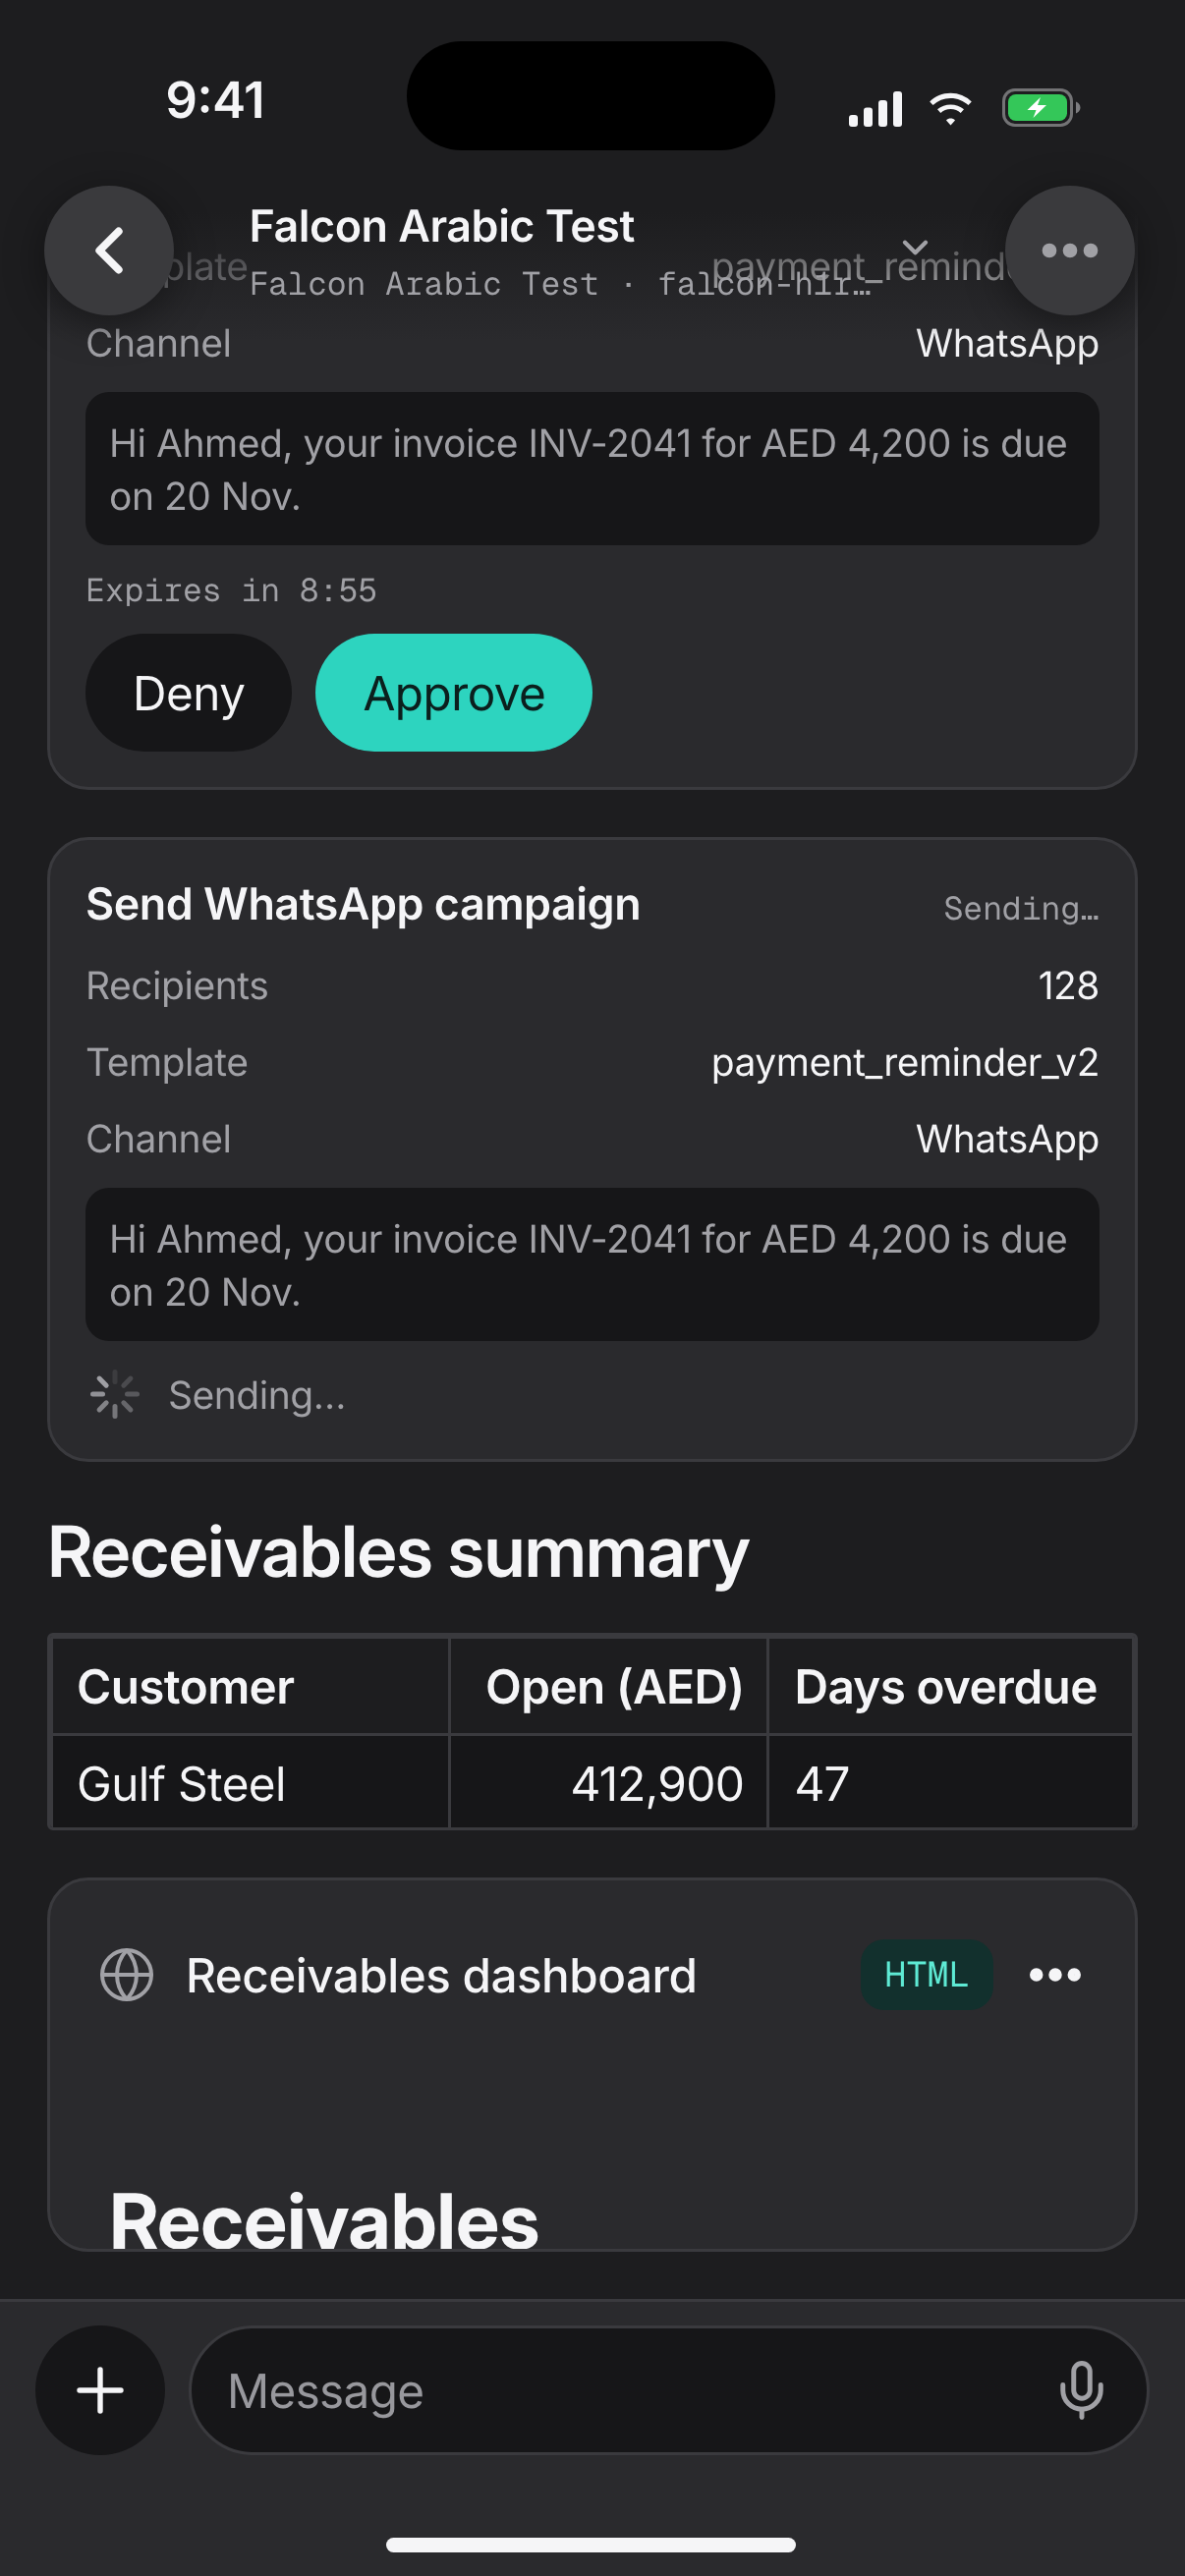 9:41
Falcon Arabic Test
Falcon Arabic Test · falcon-hir…
plate payment_remind
Channel WhatsApp
Hi Ahmed, your invoice INV-2041 for AED 4,200 is due
on 20 Nov.
Expires in 8:55
Deny Approve
Send WhatsApp campaign Sending…
Recipients 128
Template payment_reminder_v2
Channel WhatsApp
Hi Ahmed, your invoice INV-2041 for AED 4,200 is due
on 20 Nov.
Sending...
Receivables summary
Customer Open (AED) Days overdue
Gulf Steel 412,900 47
Receivables dashboard HTML
Receivables
Message